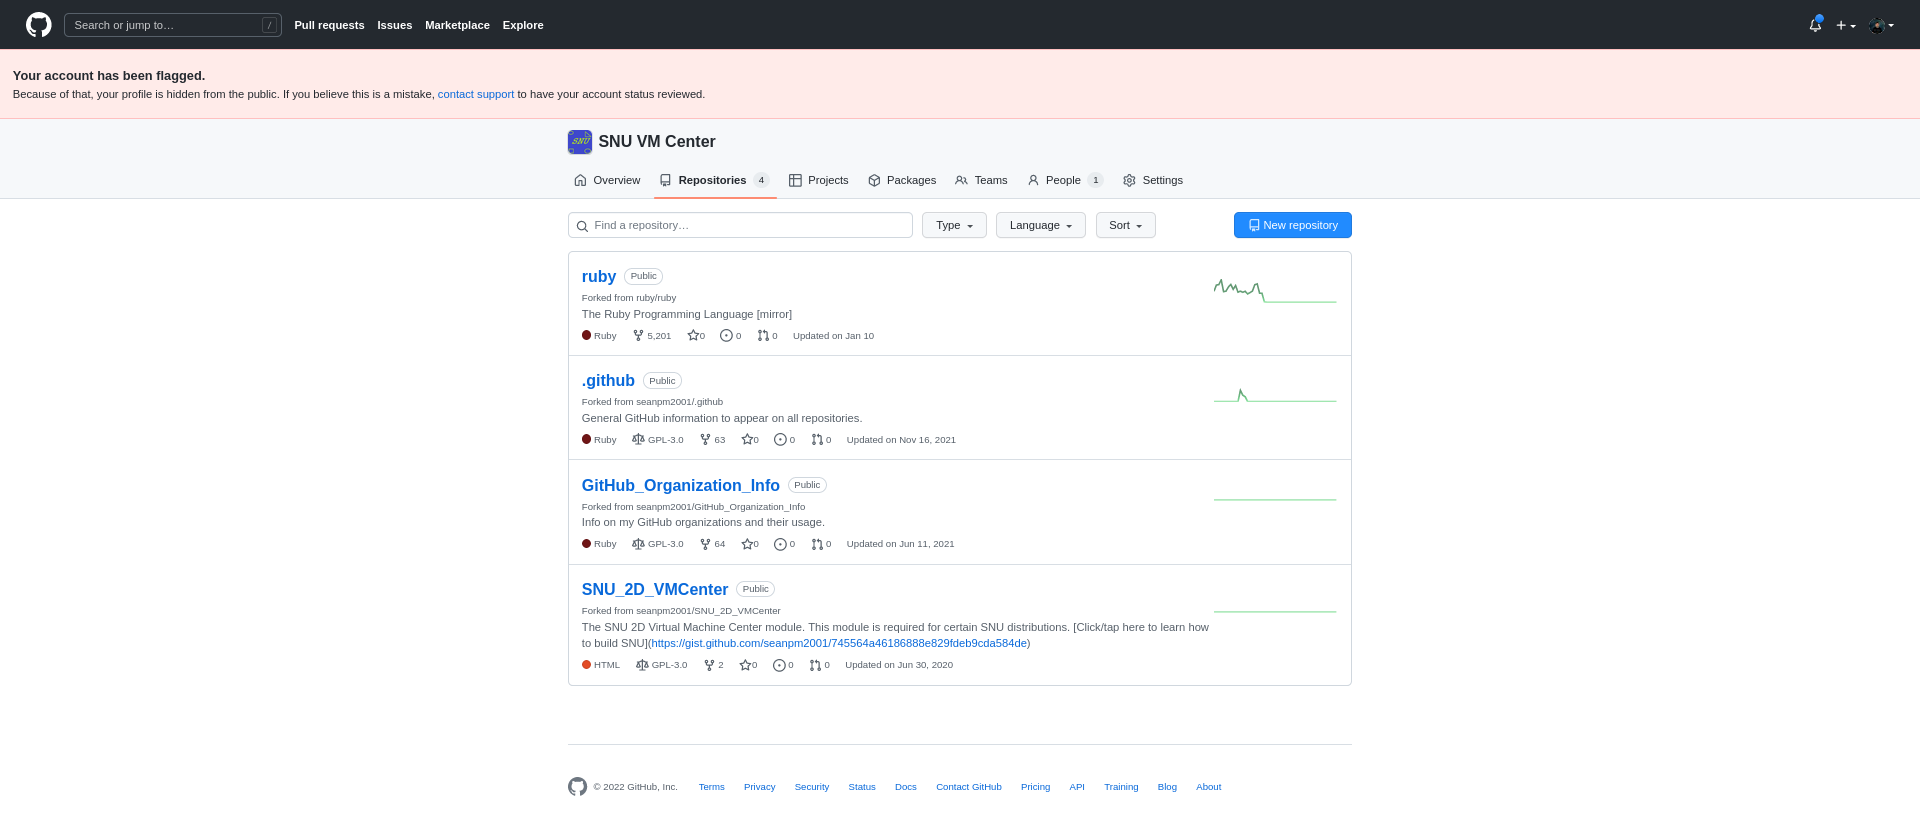 Search or jump to… /
Pull requests Issues Marketplace Explore
Your account has been flagged.
Because of that, your profile is hidden from the public. If you believe this is a mistake, contact support to have your account status reviewed.
SNU SNU VM Center
Overview Repositories 4 Projects Packages Teams People 1 Settings
Find a repository… Type Language Sort New repository
ruby Public
Forked from ruby/ruby
The Ruby Programming Language [mirror]
Ruby 5,201 0 0 0 Updated on Jan 10
.github Public
Forked from seanpm2001/.github
General GitHub information to appear on all repositories.
Ruby GPL-3.0 63 0 0 0 Updated on Nov 16, 2021
GitHub_Organization_Info Public
Forked from seanpm2001/GitHub_Organization_Info
Info on my GitHub organizations and their usage.
Ruby GPL-3.0 64 0 0 0 Updated on Jun 11, 2021
SNU_2D_VMCenter Public
Forked from seanpm2001/SNU_2D_VMCenter
The SNU 2D Virtual Machine Center module. This module is required for certain SNU distributions. [Click/tap here to learn how
to build SNU](https://gist.github.com/seanpm2001/745564a46186888e829fdeb9cda584de)
HTML GPL-3.0 2 0 0 0 Updated on Jun 30, 2020
© 2022 GitHub, Inc. Terms Privacy Security Status Docs Contact GitHub Pricing API Training Blog About